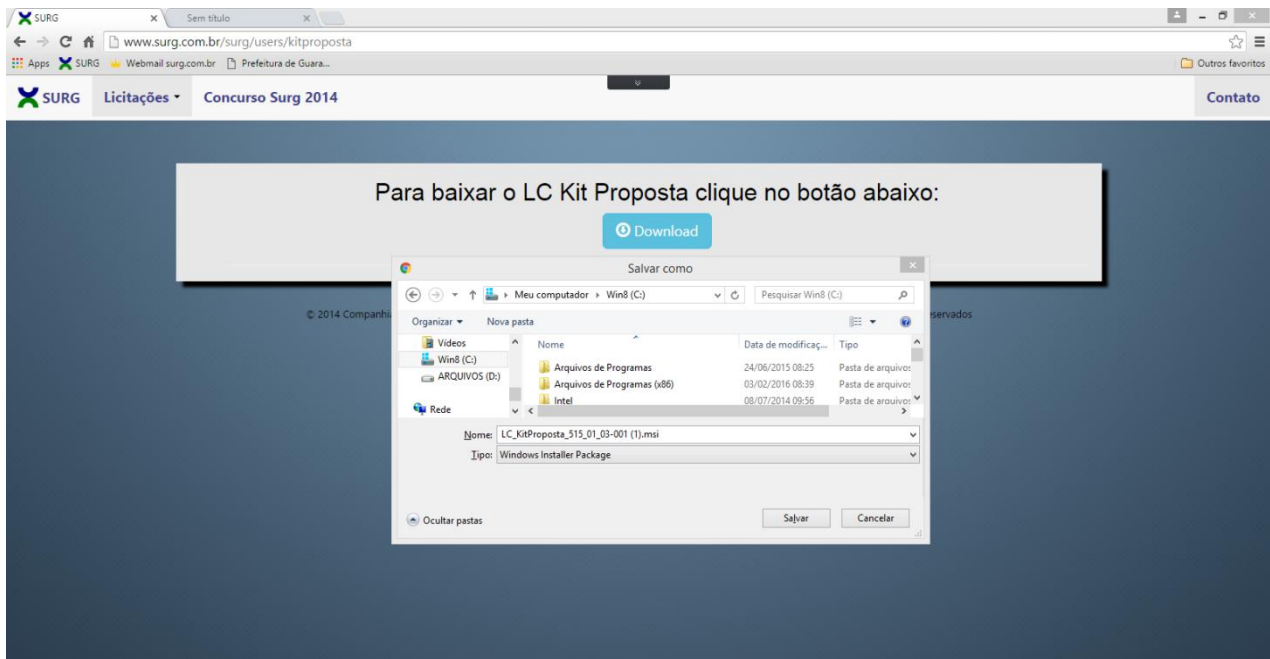 SURG
Sem título
www.surg.com.br/surg/users/kitproposta
Apps SURG Webmail surg.com.br Prefeitura de Guara... Outros favoritos
SURG Licitações Concurso Surg 2014 Contato
Para baixar o LC Kit Proposta clique no botão abaixo:
Download
Salvar como
Meu computador Win8 (C:) Pesquisar Win8 (C:)
Organizar Nova pasta
© 2014 Companhi
servados
Vídeos
Win8 (C:)
ARQUIVOS (D:)
Rede
Nome Data de modificaç... Tipo
Arquivos de Programas 24/06/2015 08:25 Pasta de arquivos
Arquivos de Programas (x86) 03/02/2016 08:39 Pasta de arquivos
Intel 08/07/2014 09:56 Pasta de arquivos
Nome: LC_KitProposta_515_01_03-001 (1).msi
Tipo: Windows Installer Package
Ocultar pastas Salvar Cancelar